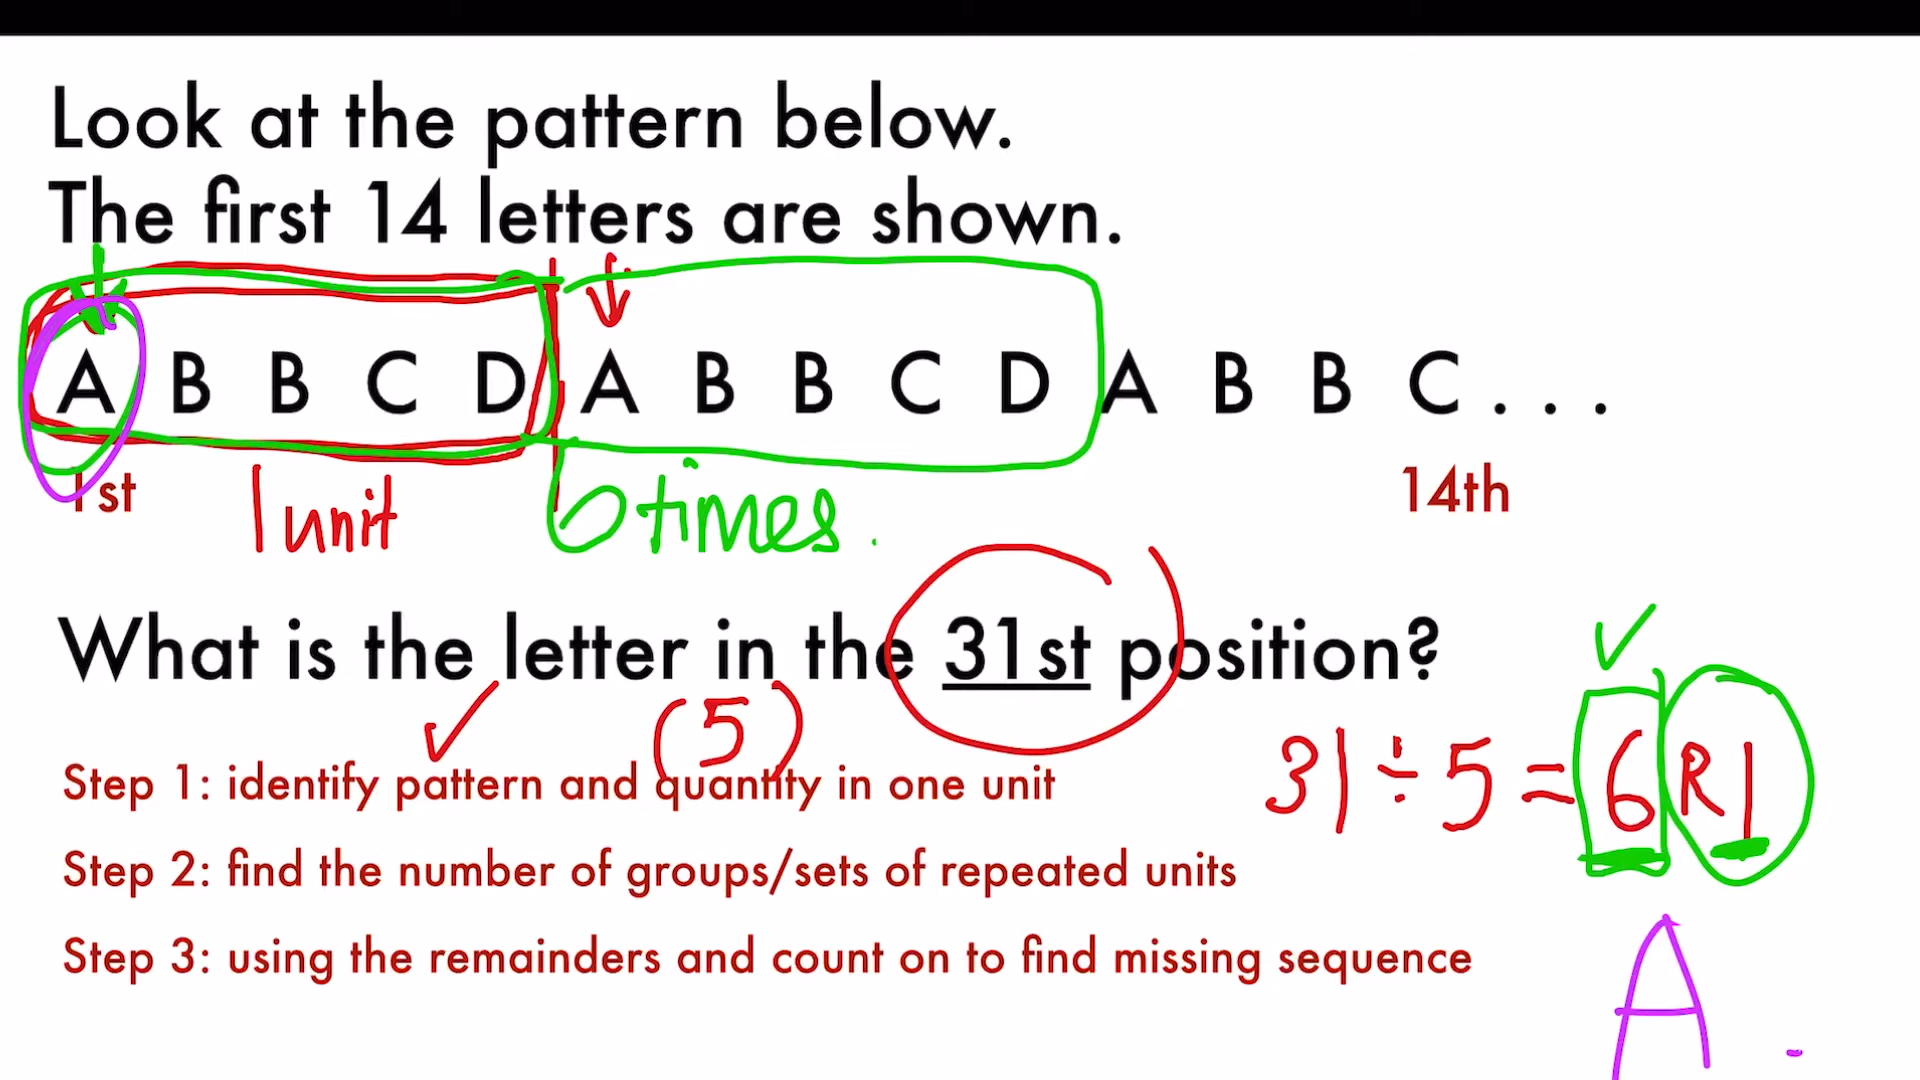 Look at the pattern below.
The first 14 letters are shown.
A B B C D A B B C D A B B C . . .
1st 14th
1 unit 6 times.
What is the letter in the 31st position?
(5)
Step 1: identify pattern and quantity in one unit
31 ÷ 5 = 6 R 1
Step 2: find the number of groups/sets of repeated units
Step 3: using the remainders and count on to find missing sequence
A